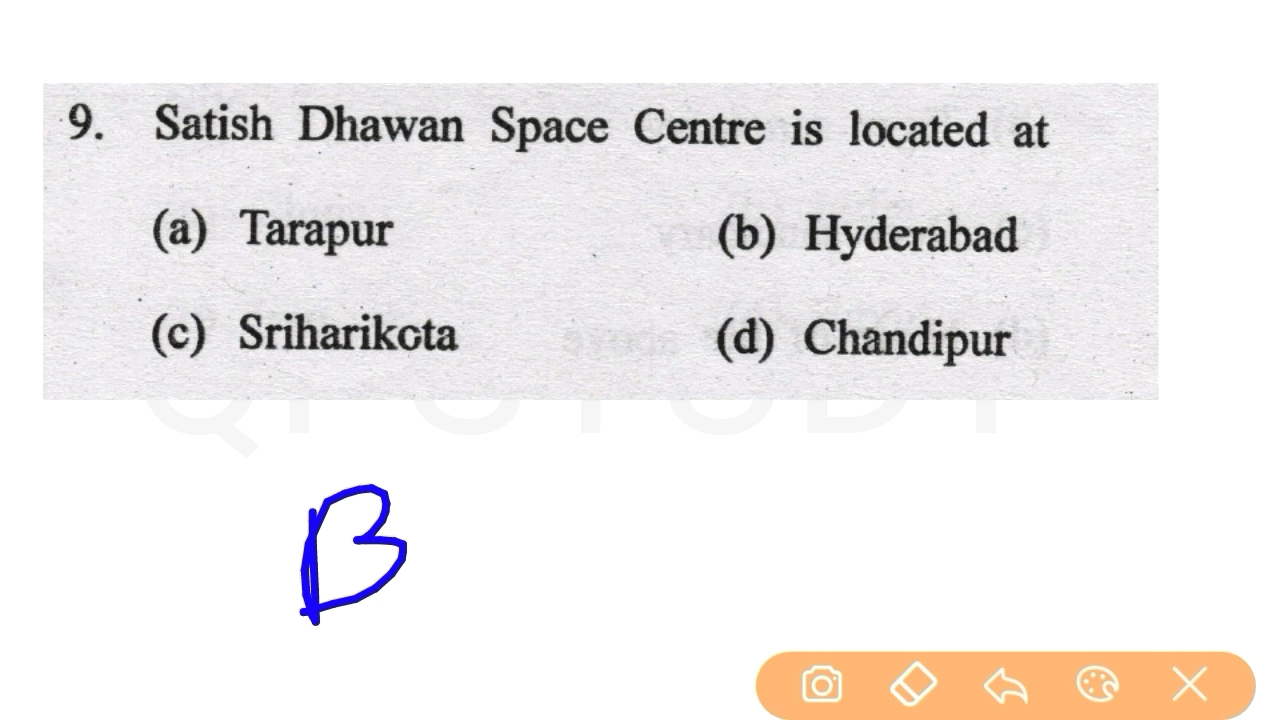 9. Satish Dhawan Space Centre is located at
(a) Tarapur (b) Hyderabad
(c) Sriharikota (d) Chandipur
B